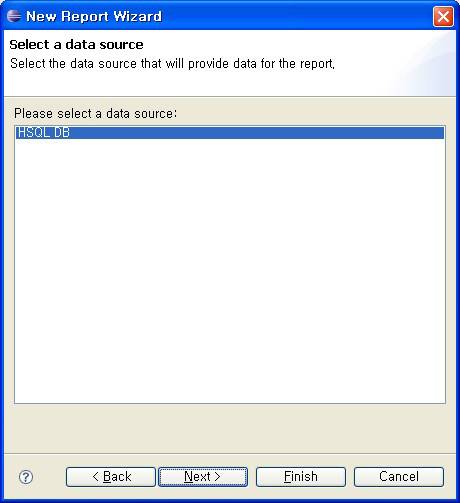 New Report Wizard
Select a data source
Select the data source that will provide data for the report.
Please select a data source:
HSQL DB
?
< Back
Next >
Finish
Cancel